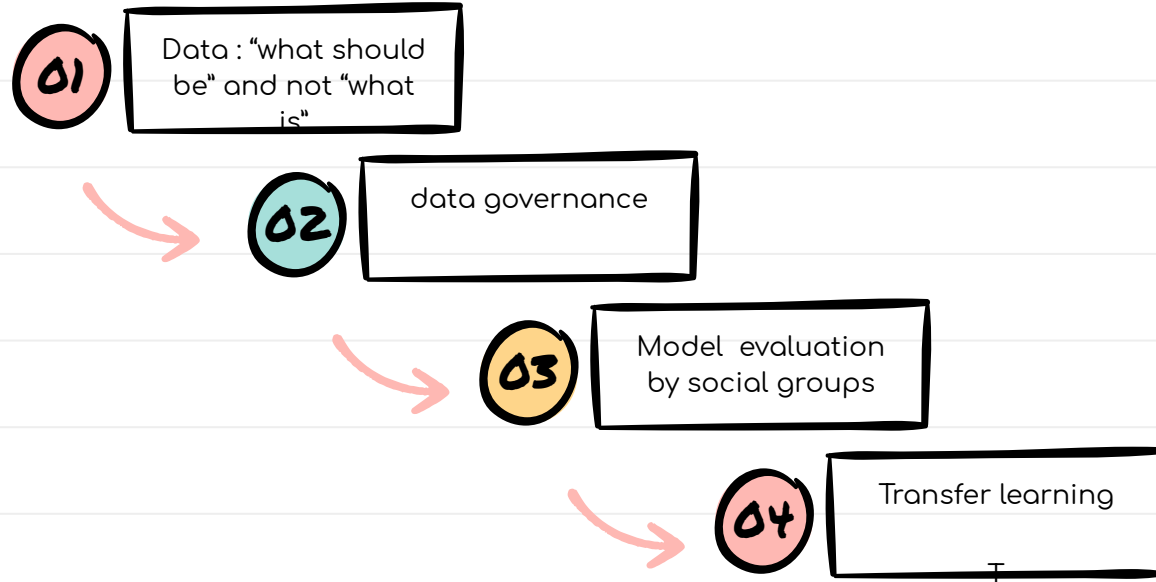 01
Data : “what should
be” and not “what
is”
02
data governance
03
Model  evaluation
by social groups
04
Transfer learning
T